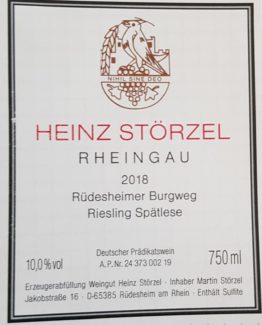 NIHIL SINE DEO
HEINZ STÖRZEL
RHEINGAU
2018
Rüdesheimer Burgweg
Riesling Spätlese
Deutscher Prädikatswein
10,0%vol A.P.Nr. 24 373 002 19 750 ml
Erzeugerabfüllung Weingut Heinz Störzel · Inhaber Martin Störzel
Jakobstraße 16 · D-65385 Rüdesheim am Rhein · Enthält Sulfite